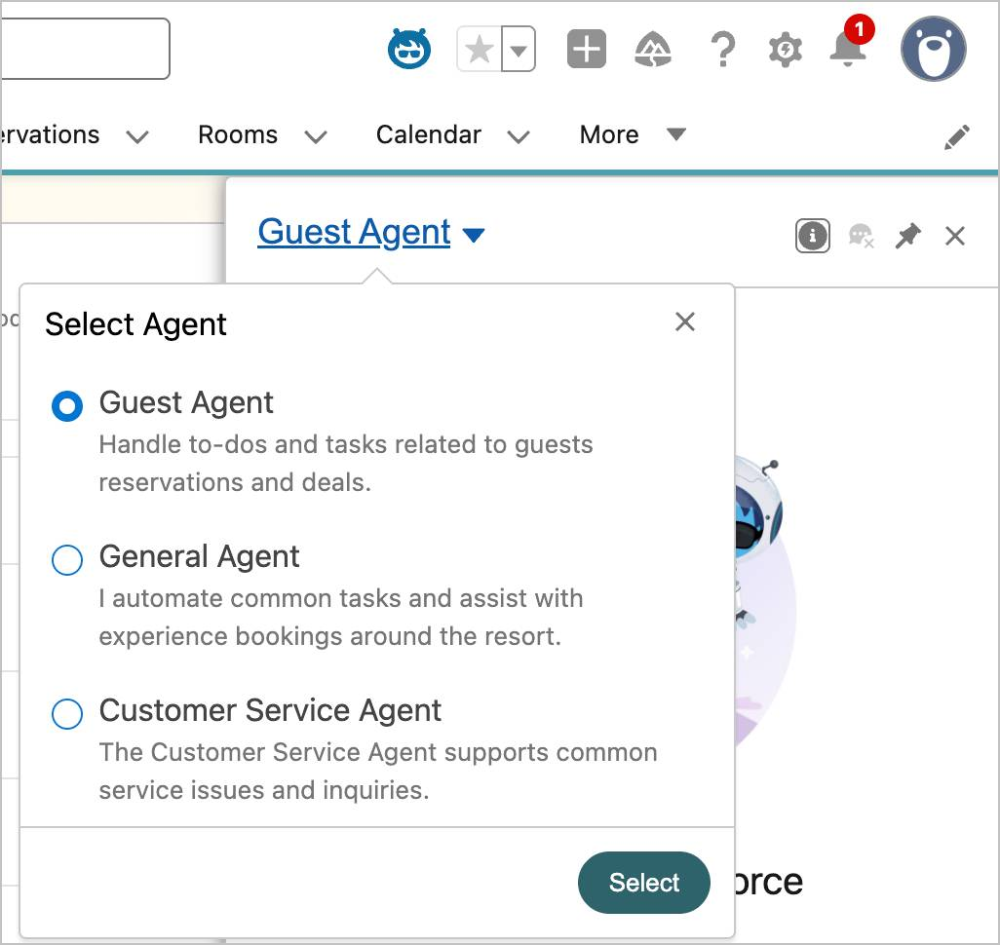 1
ervations
Rooms
Calendar
More
Guest Agent
Select Agent
Guest Agent
Handle to-dos and tasks related to guests
reservations and deals.
General Agent
I automate common tasks and assist with
experience bookings around the resort.
Customer Service Agent
The Customer Service Agent supports common
service issues and inquiries.
Select
orce